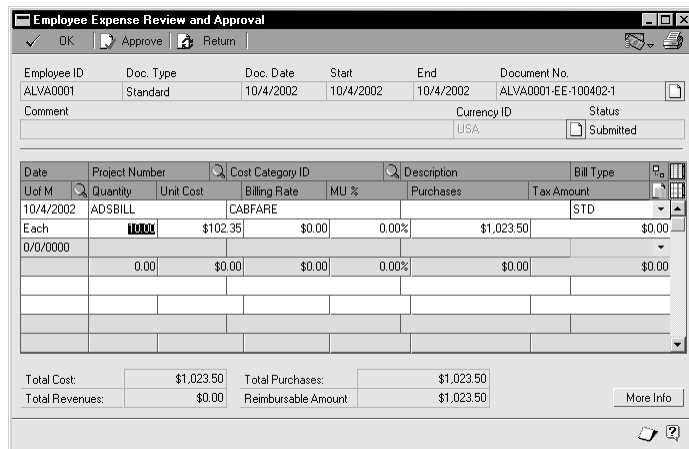 Employee Expense Review and Approval
OK Approve Return
Employee ID Doc. Type Doc. Date Start End Document No.
ALVA0001 Standard 10/4/2002 10/4/2002 10/4/2002 ALVA0001-EE-100402-1
Comment Currency ID Status
USA Submitted
Date Project Number Cost Category ID Description Bill Type
Uof M Quantity Unit Cost Billing Rate MU % Purchases Tax Amount
10/4/2002 ADSBILL CABFARE STD
Each 10.00 $102.35 $0.00 0.00% $1,023.50 $0.00
0/0/0000
0.00 $0.00 $0.00 0.00% $0.00 $0.00
Total Cost: $1,023.50 Total Purchases: $1,023.50
Total Revenues: $0.00 Reimbursable Amount $1,023.50
More Info